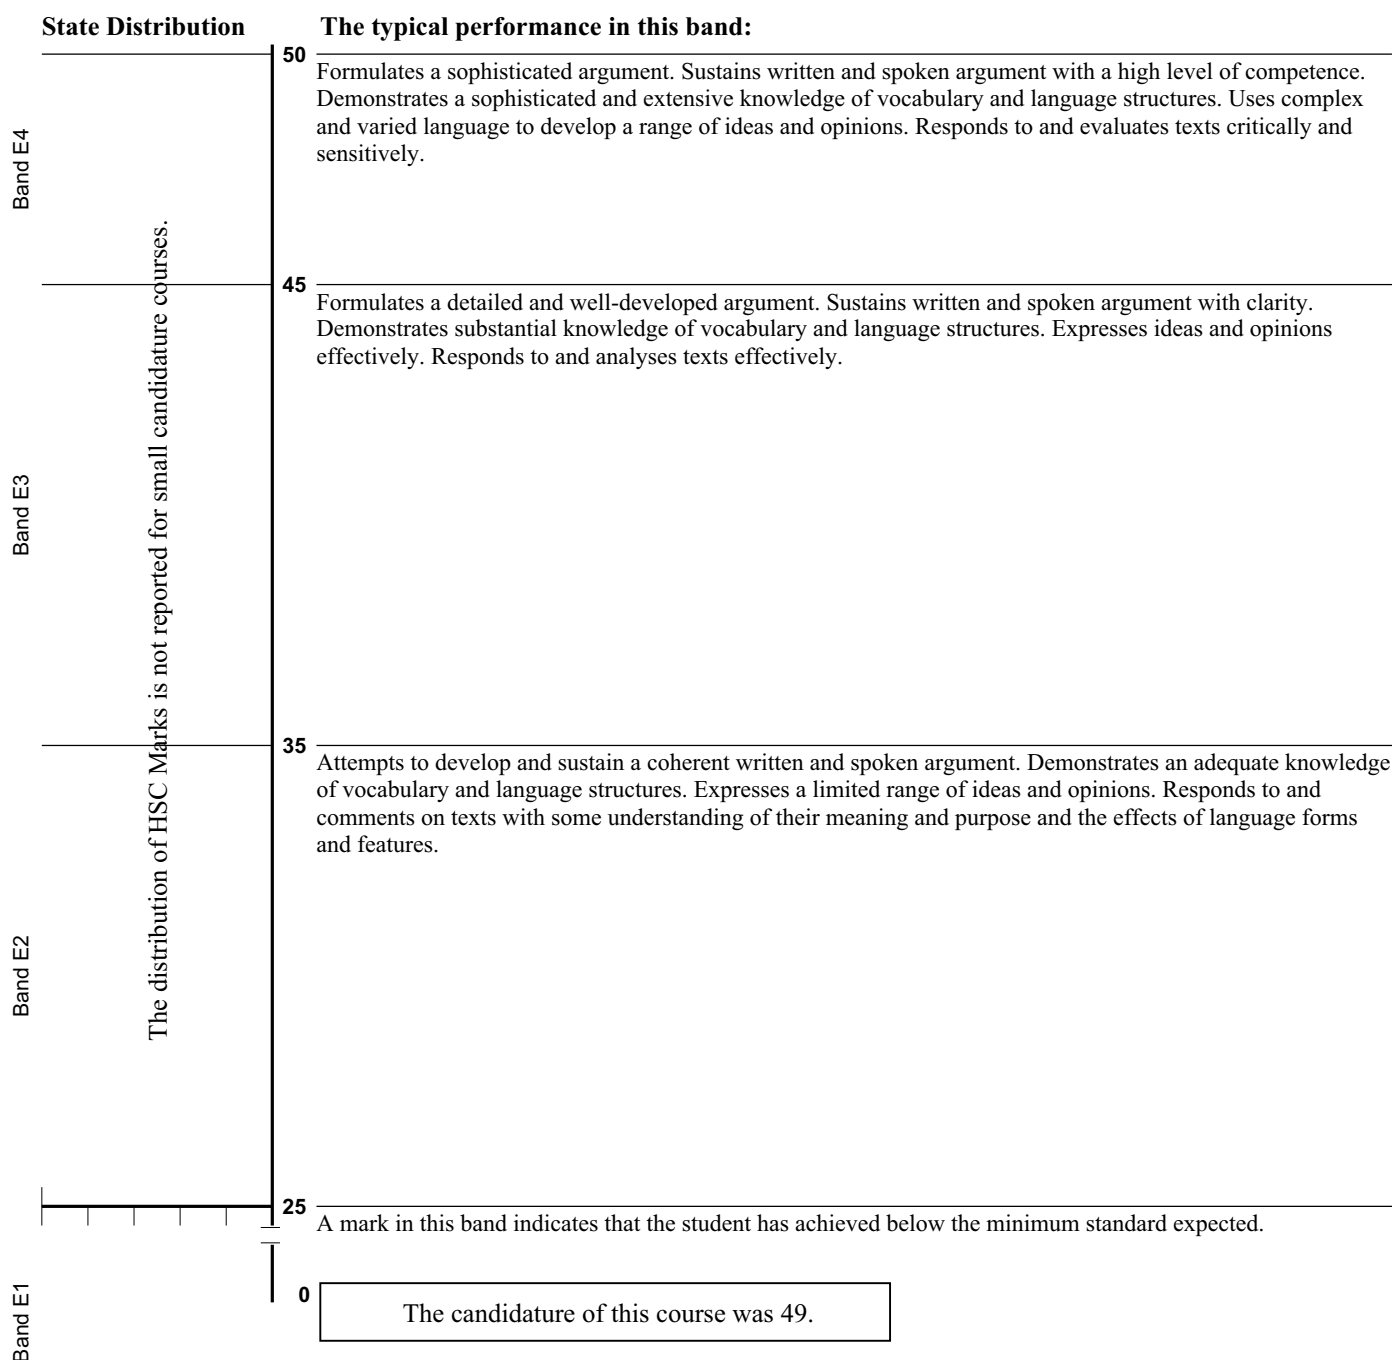 State Distribution
The typical performance in this band:
50
Formulates a sophisticated argument. Sustains written and spoken argument with a high level of competence.
Demonstrates a sophisticated and extensive knowledge of vocabulary and language structures. Uses complex
and varied language to develop a range of ideas and opinions. Responds to and evaluates texts critically and
sensitively.
Band E4
The distribution of HSC Marks is not reported for small candidature courses.
45
Formulates a detailed and well-developed argument. Sustains written and spoken argument with clarity.
Demonstrates substantial knowledge of vocabulary and language structures. Expresses ideas and opinions
effectively. Responds to and analyses texts effectively.
Band E3
35
Attempts to develop and sustain a coherent written and spoken argument. Demonstrates an adequate knowledge
of vocabulary and language structures. Expresses a limited range of ideas and opinions. Responds to and
comments on texts with some understanding of their meaning and purpose and the effects of language forms
and features.
Band E2
25
A mark in this band indicates that the student has achieved below the minimum standard expected.
Band E1
0
The candidature of this course was 49.